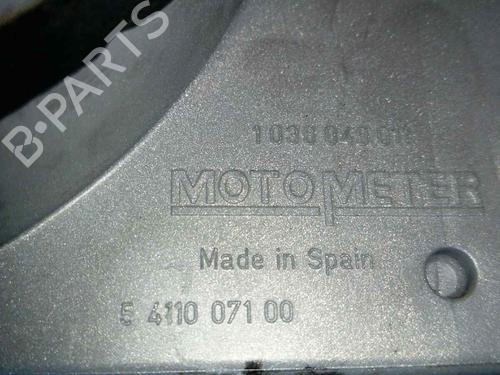 B-PARTS
MOTOMETER
Made in Spain
5 4110 071 00